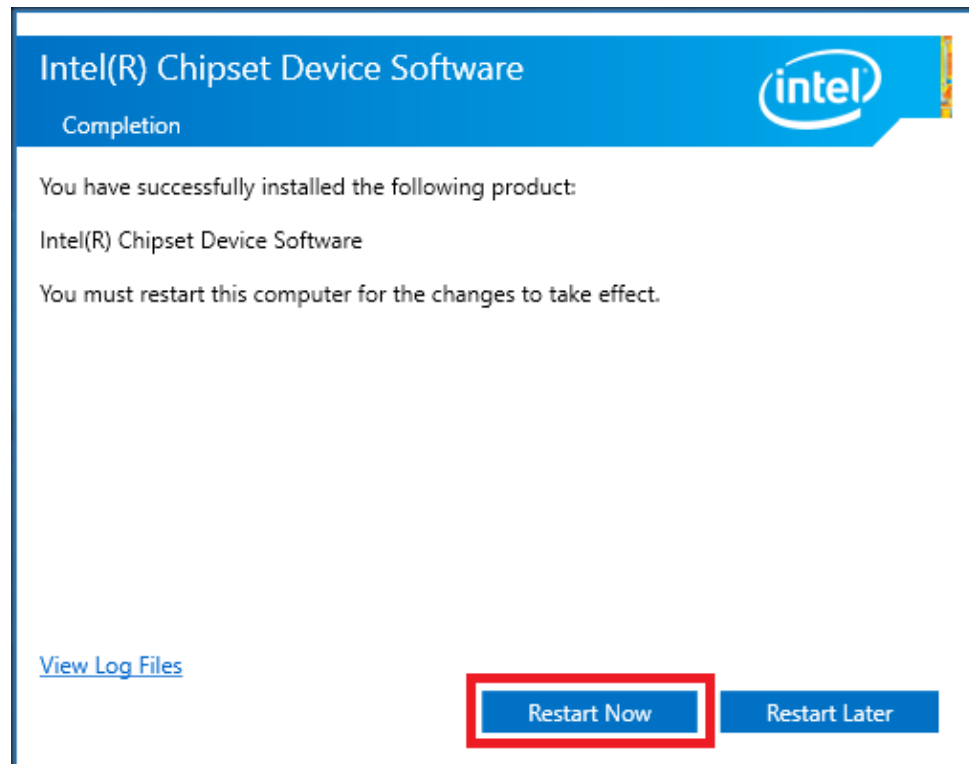 Intel(R) Chipset Device Software
intel
Completion
You have successfully installed the following product:
Intel(R) Chipset Device Software
You must restart this computer for the changes to take effect.
View Log Files
Restart Now
Restart Later